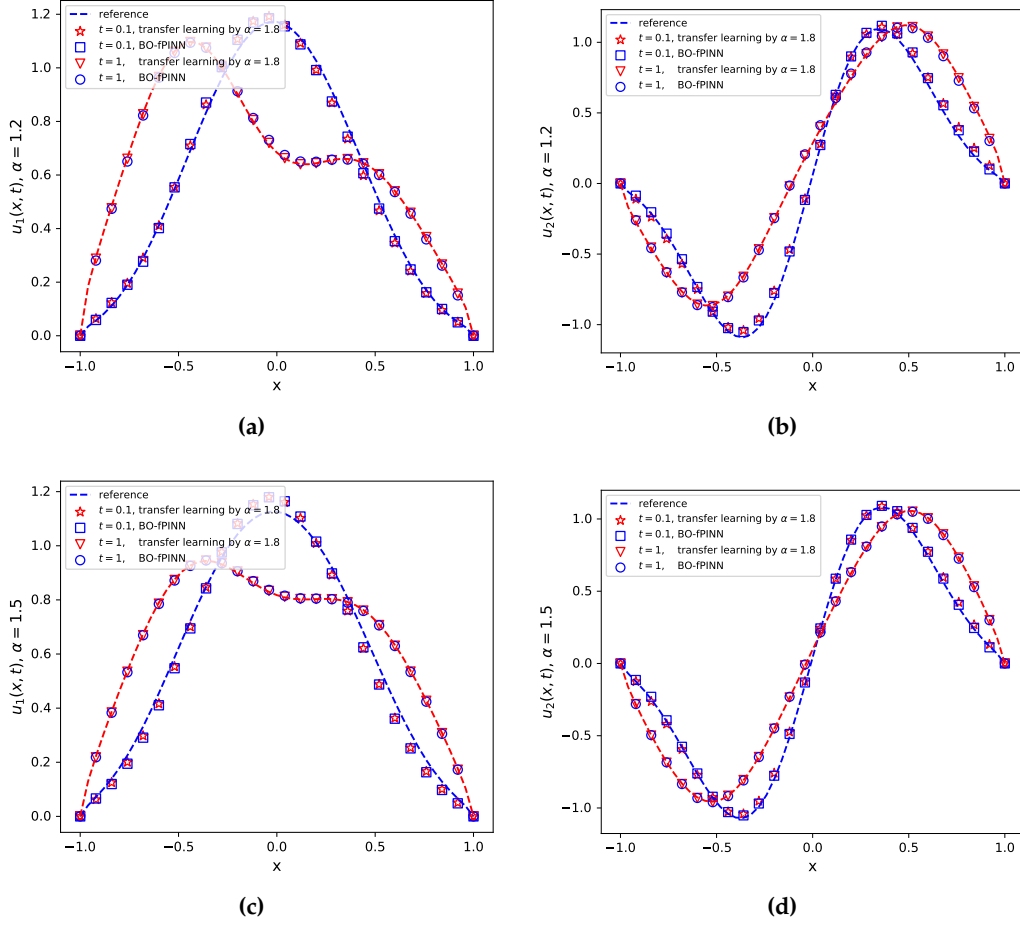 1.2
1.0
0.8
0.6
0.4
0.2
0.0
u₁(x, t), α = 1.2
reference
t = 0.1, transfer learning by α = 1.8
t = 0.1, BO-fPINN
t = 1, transfer learning by α = 1.8
t = 1, BO-fPINN
−1.0 −0.5 0.0 0.5 1.0
x
(a)
1.0
0.5
0.0
−0.5
−1.0
u₂(x, t), α = 1.2
reference
t = 0.1, transfer learning by α = 1.8
t = 0.1, BO-fPINN
t = 1, transfer learning by α = 1.8
t = 1, BO-fPINN
−1.0 −0.5 0.0 0.5 1.0
x
(b)
1.2
1.0
0.8
0.6
0.4
0.2
0.0
u₁(x, t), α = 1.5
reference
t = 0.1, transfer learning by α = 1.8
t = 0.1, BO-fPINN
t = 1, transfer learning by α = 1.8
t = 1, BO-fPINN
−1.0 −0.5 0.0 0.5 1.0
x
(c)
1.0
0.5
0.0
−0.5
−1.0
u₂(x, t), α = 1.5
reference
t = 0.1, transfer learning by α = 1.8
t = 0.1, BO-fPINN
t = 1, transfer learning by α = 1.8
t = 1, BO-fPINN
−1.0 −0.5 0.0 0.5 1.0
x
(d)